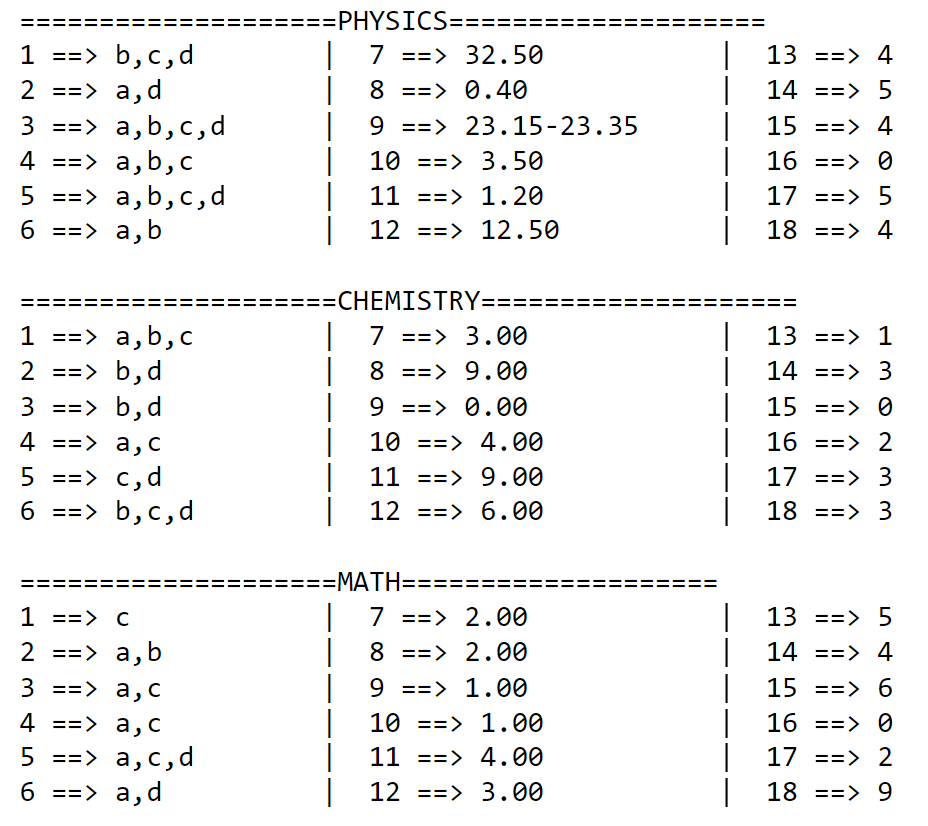 ====================PHYSICS====================
1 ==> b,c,d        |  7 ==> 32.50           |  13 ==> 4
2 ==> a,d          |  8 ==> 0.40            |  14 ==> 5
3 ==> a,b,c,d      |  9 ==> 23.15-23.35     |  15 ==> 4
4 ==> a,b,c        |  10 ==> 3.50           |  16 ==> 0
5 ==> a,b,c,d      |  11 ==> 1.20           |  17 ==> 5
6 ==> a,b          |  12 ==> 12.50          |  18 ==> 4
====================CHEMISTRY====================
1 ==> a,b,c        |  7 ==> 3.00            |  13 ==> 1
2 ==> b,d          |  8 ==> 9.00            |  14 ==> 3
3 ==> b,d          |  9 ==> 0.00            |  15 ==> 0
4 ==> a,c          |  10 ==> 4.00           |  16 ==> 2
5 ==> c,d          |  11 ==> 9.00           |  17 ==> 3
6 ==> b,c,d        |  12 ==> 6.00           |  18 ==> 3
====================MATH====================
1 ==> c            |  7 ==> 2.00            |  13 ==> 5
2 ==> a,b          |  8 ==> 2.00            |  14 ==> 4
3 ==> a,c          |  9 ==> 1.00            |  15 ==> 6
4 ==> a,c          |  10 ==> 1.00           |  16 ==> 0
5 ==> a,c,d        |  11 ==> 4.00           |  17 ==> 2
6 ==> a,d          |  12 ==> 3.00           |  18 ==> 9